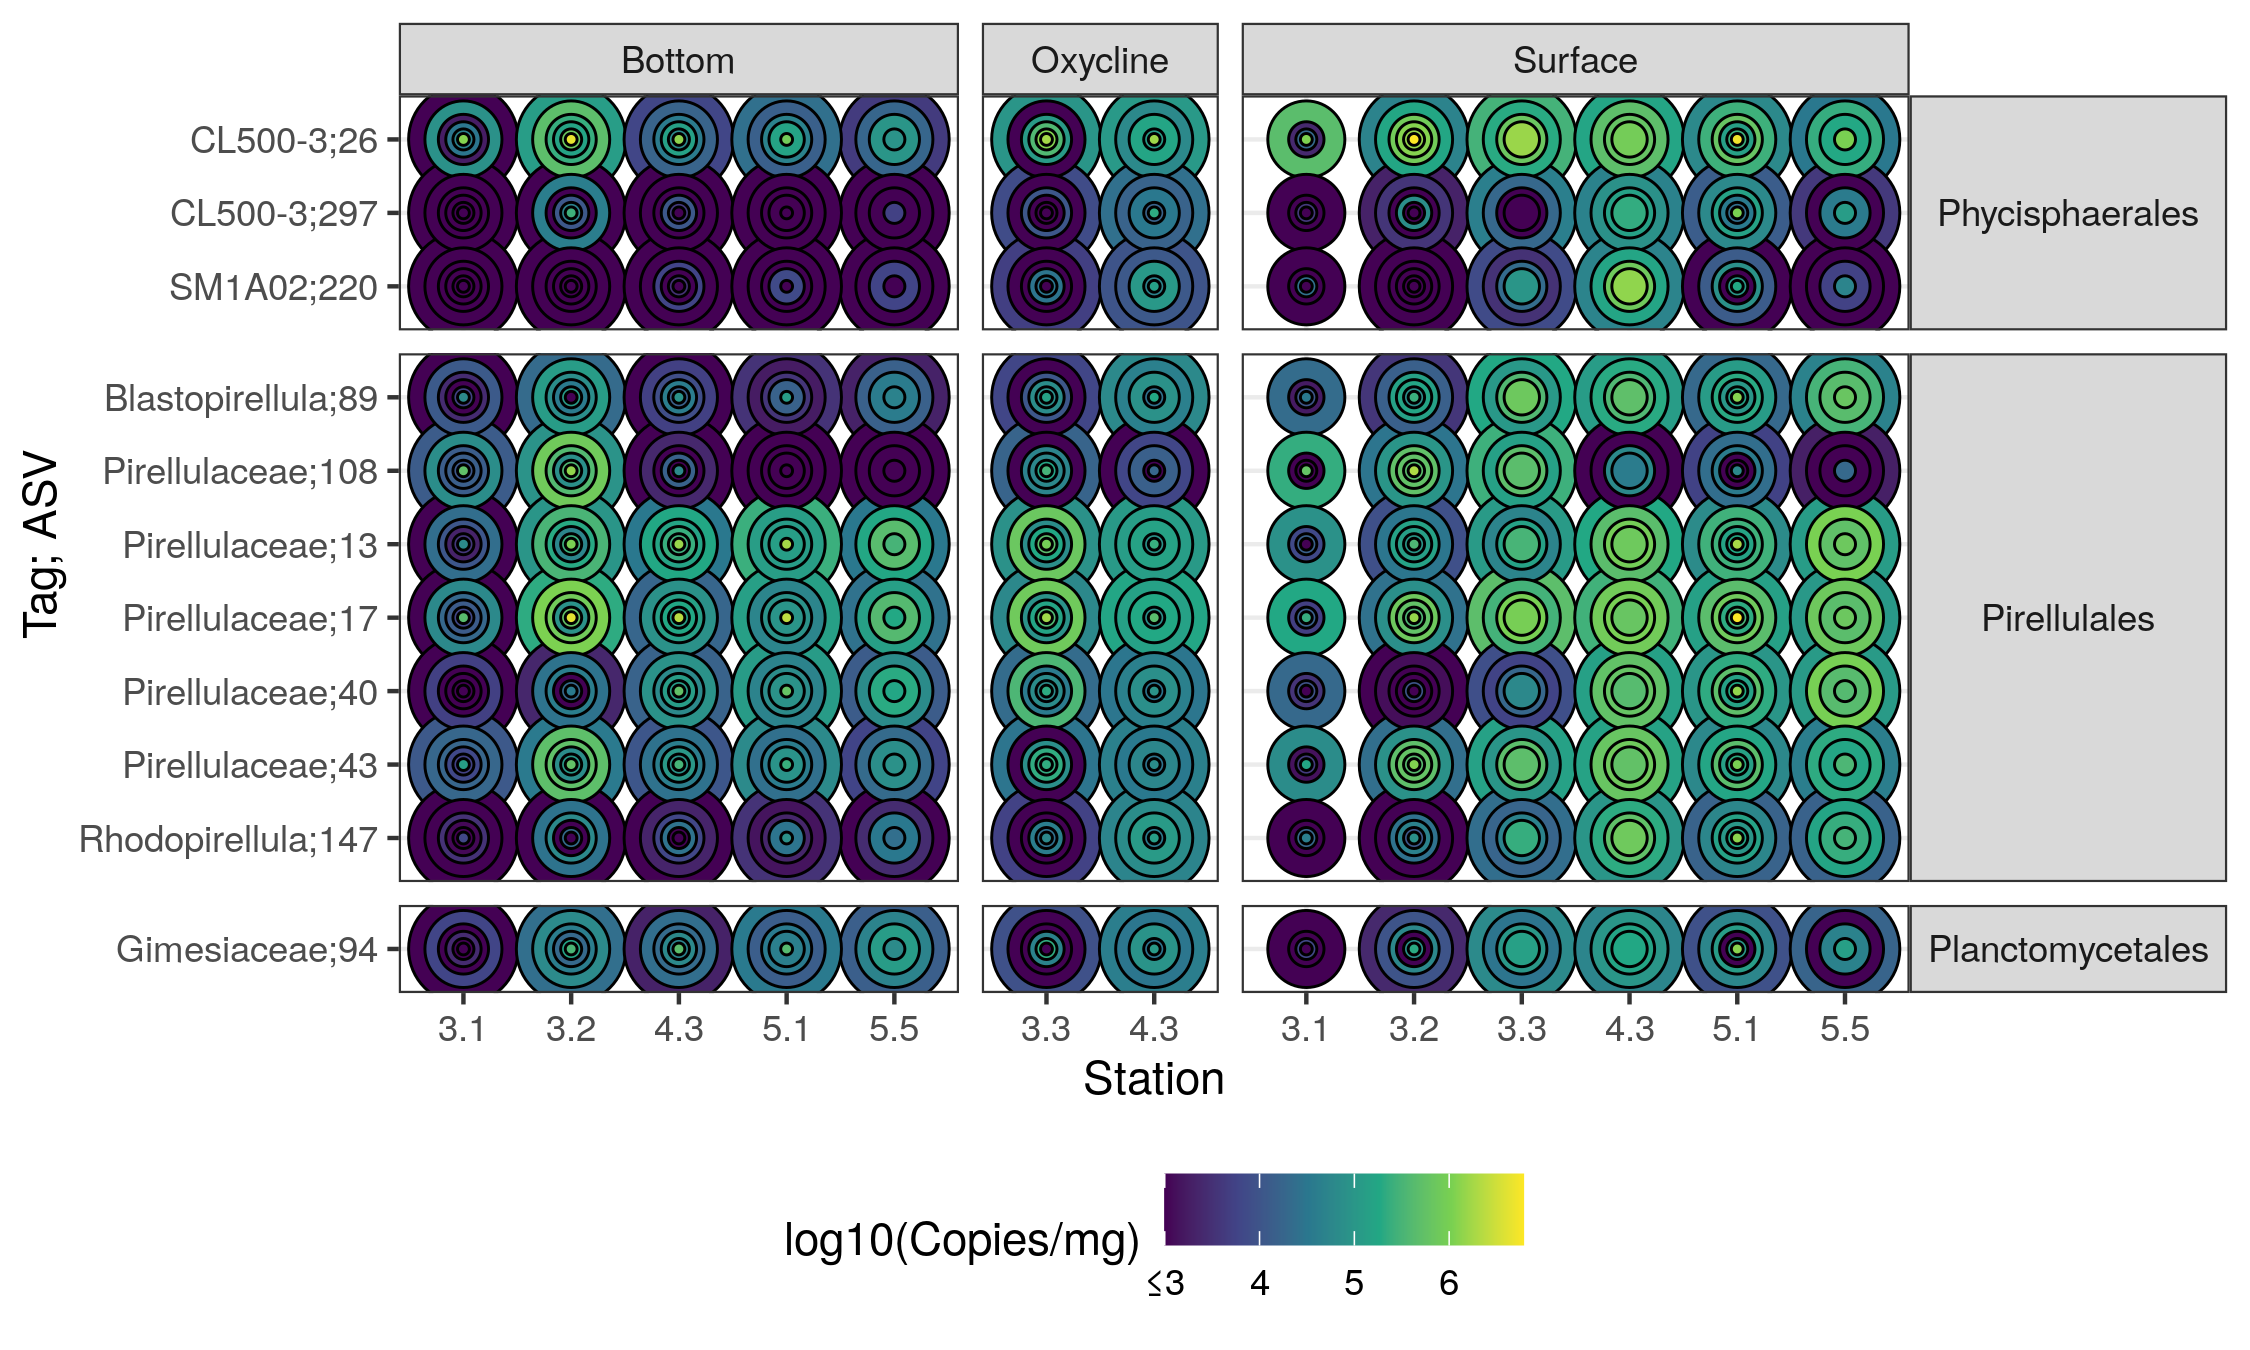 Bottom
Oxycline
Surface
Tag; ASV
CL500-3;26
CL500-3;297
SM1A02;220
Phycisphaerales
Blastopirellula;89
Pirellulaceae;108
Pirellulaceae;13
Pirellulaceae;17
Pirellulaceae;40
Pirellulaceae;43
Rhodopirellula;147
Pirellulales
Gimesiaceae;94
Planctomycetales
3.1 3.2 4.3 5.1 5.5 3.3 4.3 3.1 3.2 3.3 4.3 5.1 5.5
Station
log10(Copies/mg)
≤3 4 5 6